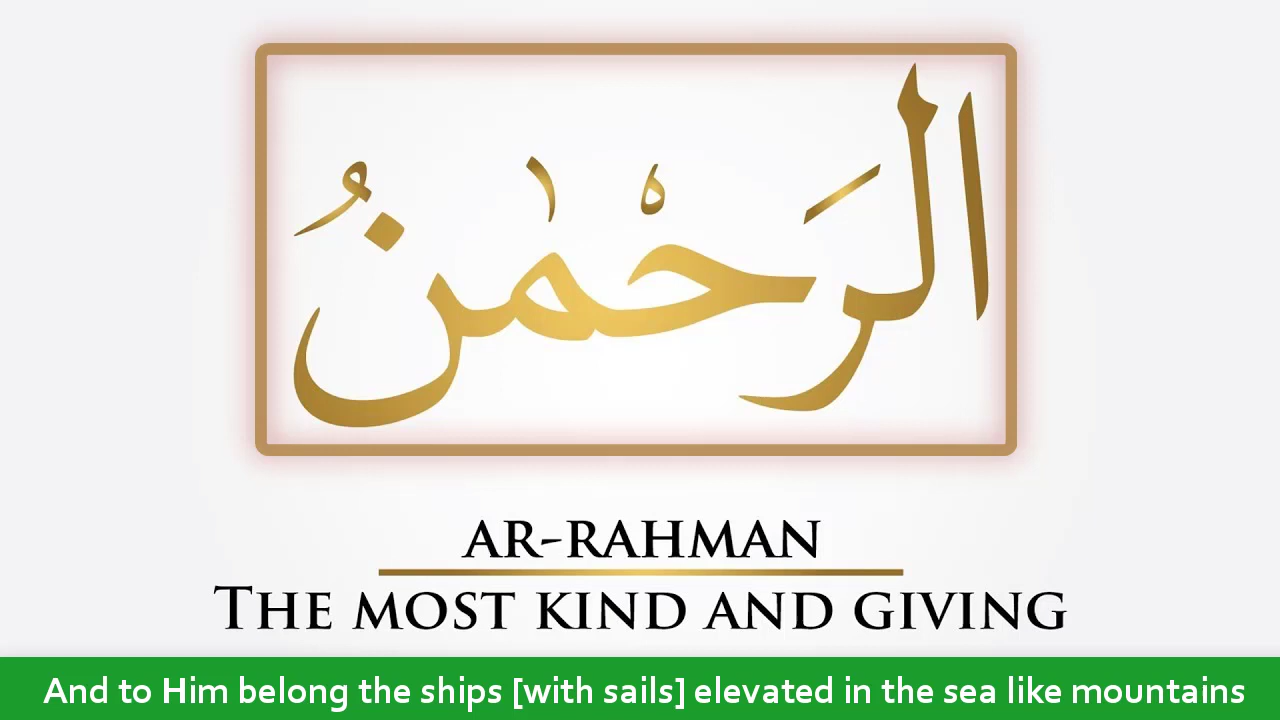 الرَحْمٰنُ
AR-RAHMAN
THE MOST KIND AND GIVING
And to Him belong the ships [with sails] elevated in the sea like mountains